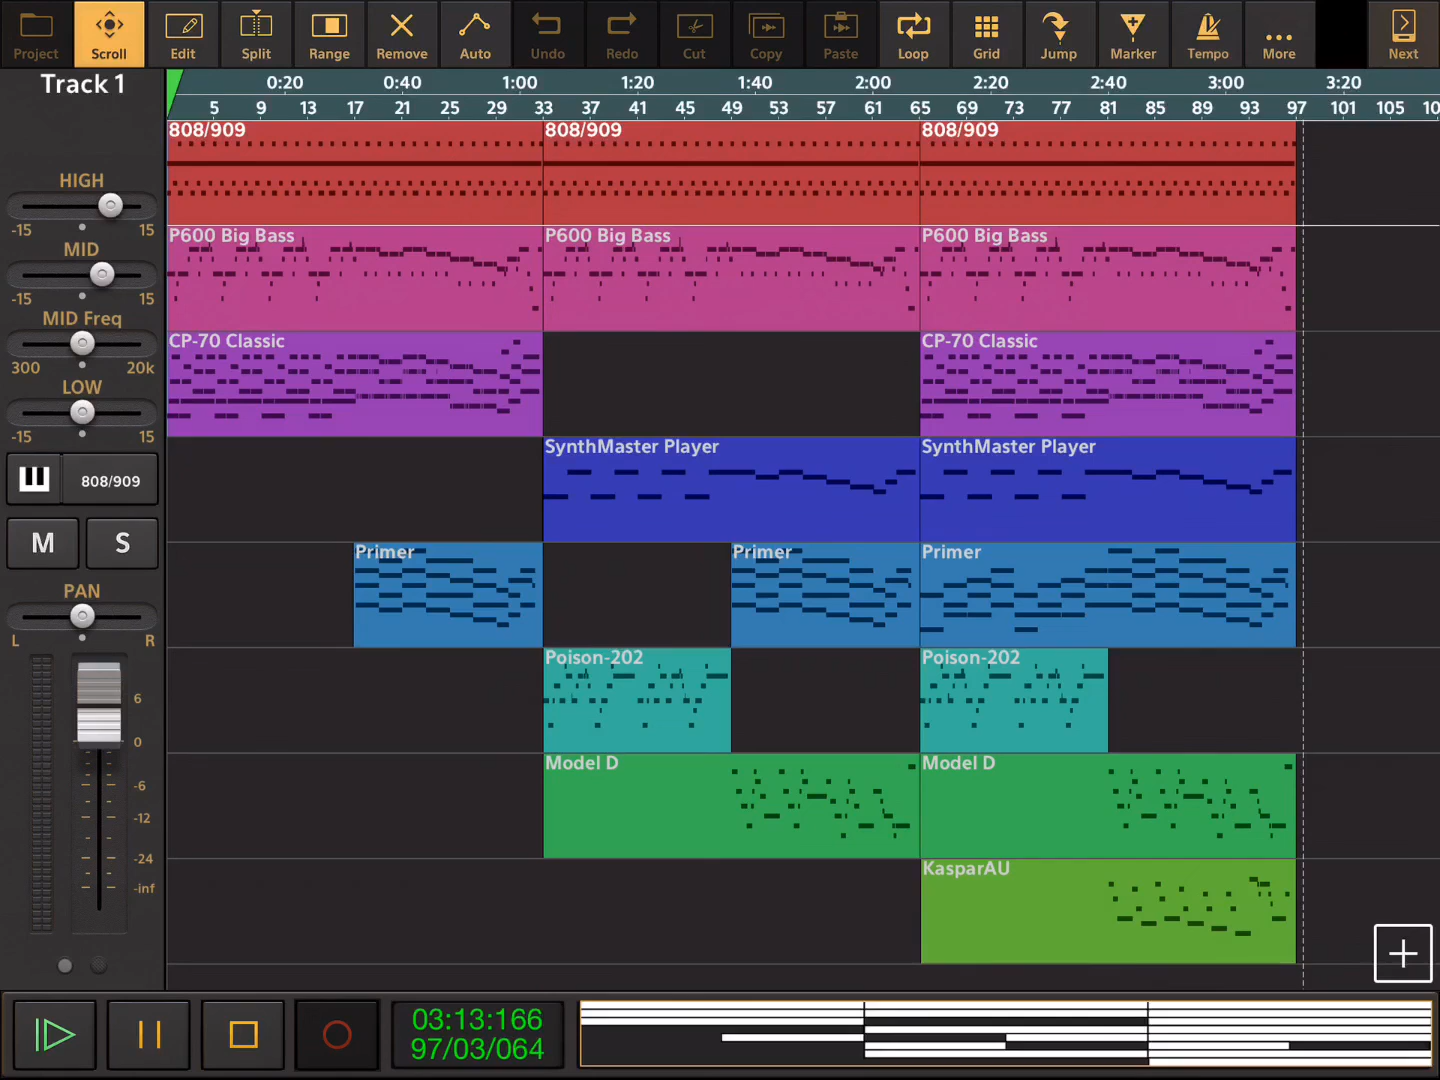 Project Scroll Edit Split Range Remove Auto Undo Redo Cut Copy Paste Loop Grid Jump Marker Tempo More Next
Track 1
0:20 0:40 1:00 1:20 1:40 2:00 2:20 2:40 3:00 3:20
5 9 13 17 21 25 29 33 37 41 45 49 53 57 61 65 69 73 77 81 85 89 93 97 101 105 10
808/909 808/909 808/909
HIGH
-15 15
P600 Big Bass P600 Big Bass P600 Big Bass
MID
-15 15
MID Freq
300 20k
CP-70 Classic CP-70 Classic
LOW
-15 15
SynthMaster Player SynthMaster Player
808/909
M S
Primer Primer Primer
PAN
L R
Poison-202 Poison-202
6
0
-6
-12
-24
-inf
Model D Model D
KasparAU
03:13:166
97/03/064